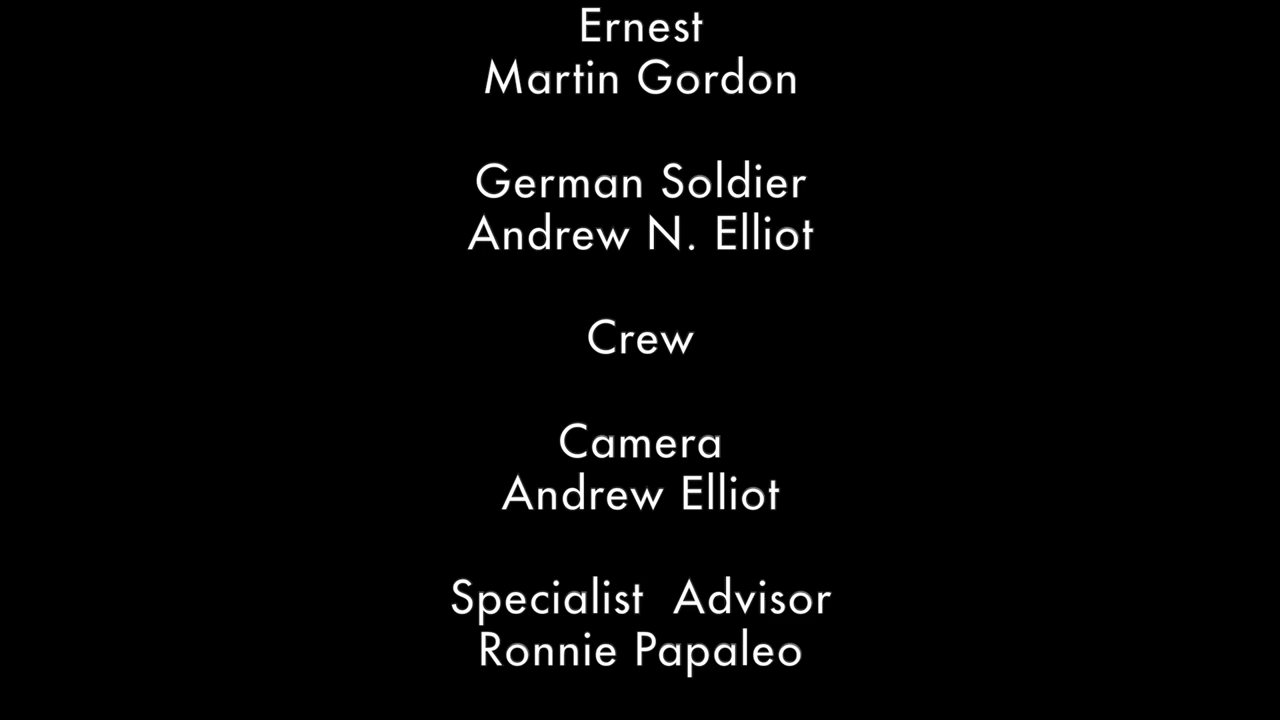 Ernest
Martin Gordon
German Soldier
Andrew N. Elliot
Crew
Camera
Andrew Elliot
Specialist  Advisor
Ronnie Papaleo